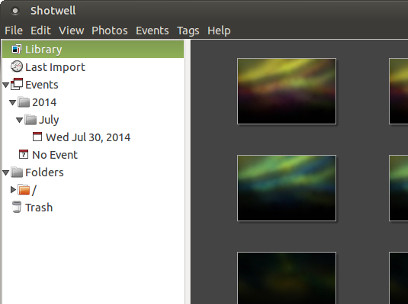 Shotwell
File Edit View Photos Events Tags Help
Library
Last Import
Events
2014
July
Wed Jul 30, 2014
No Event
Folders
/
Trash